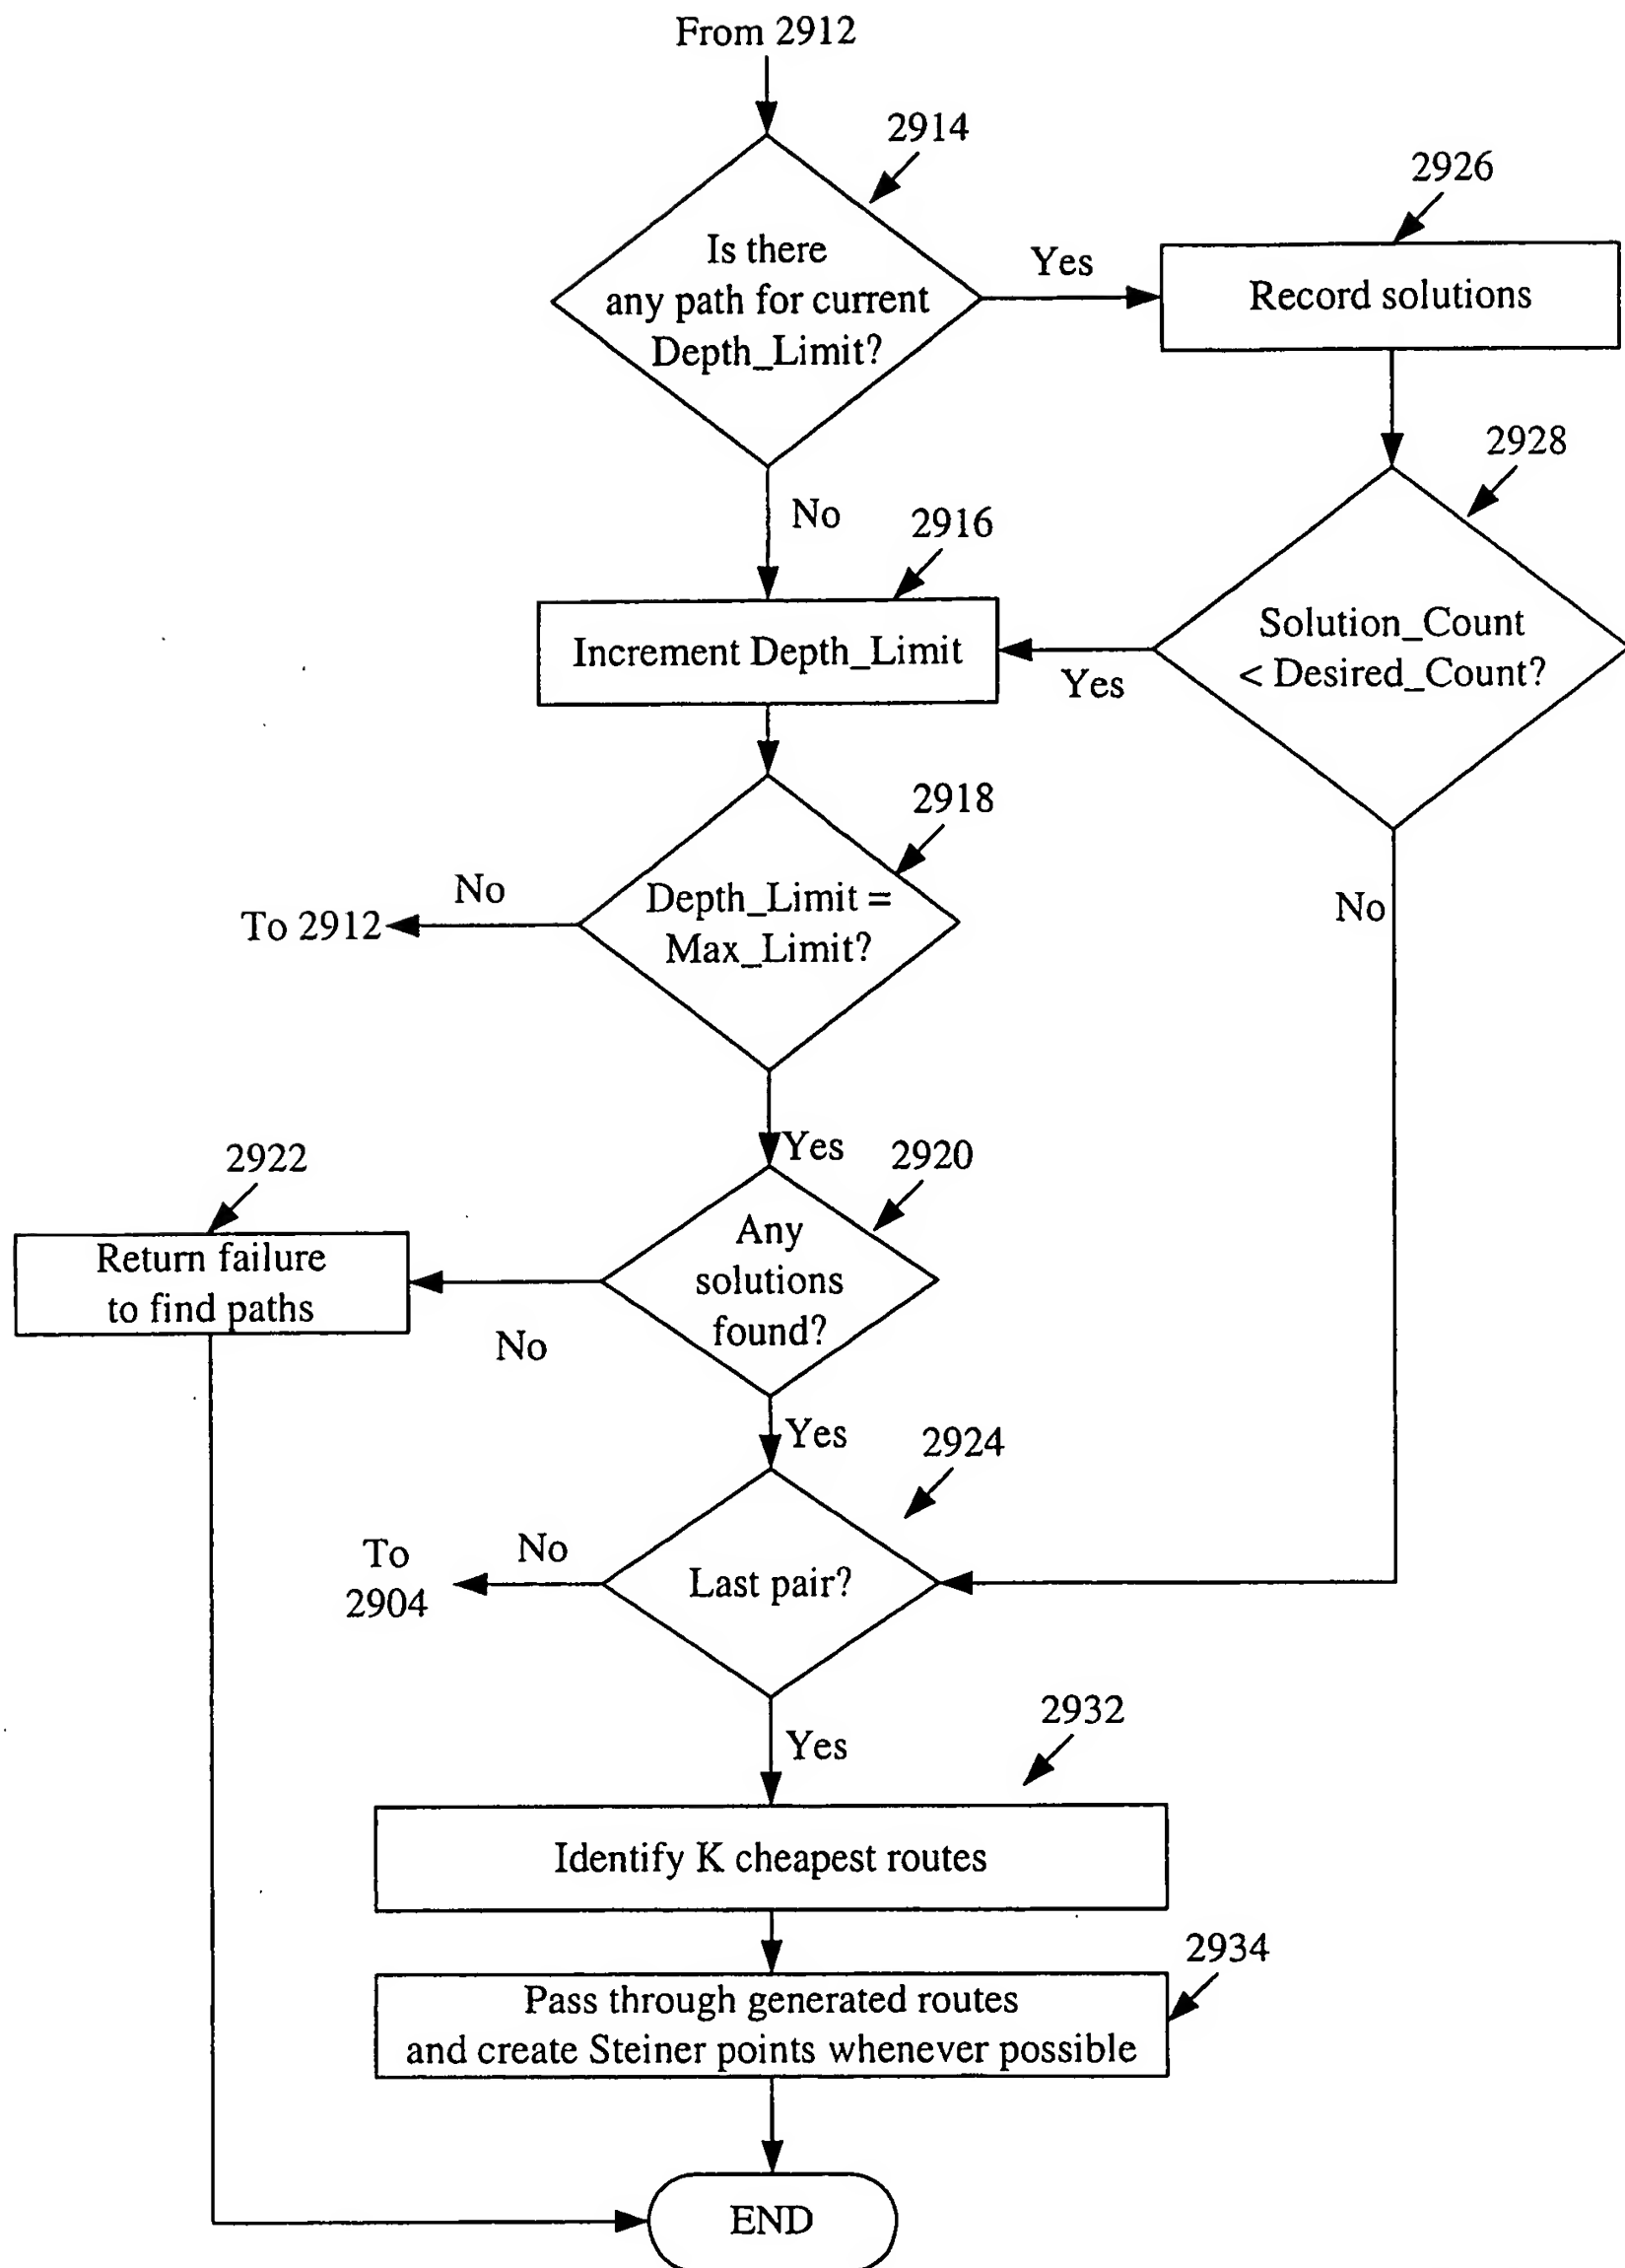 From 2912
2914
2926
Is there
any path for current
Depth_Limit?
Yes
Record solutions
2928
No
2916
Increment Depth_Limit
Yes
Solution_Count
< Desired_Count?
2918
No
Depth_Limit =
Max_Limit?
To 2912
No
Yes
2920
2922
Return failure
to find paths
Any
solutions
found?
No
Yes
2924
To
2904
No
Last pair?
2932
Yes
Identify K cheapest routes
2934
Pass through generated routes
and create Steiner points whenever possible
END